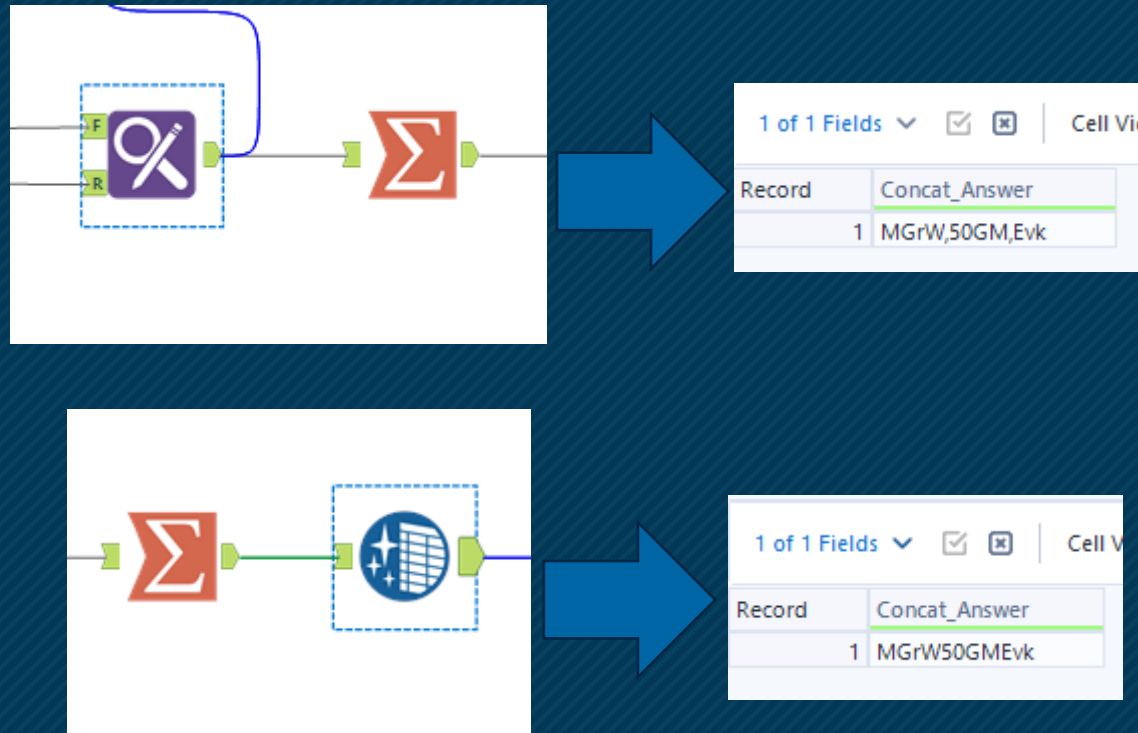 F
R
1 of 1 Fields
Cell Vi
Record Concat_Answer
1 MGrW,50GM,Evk
1 of 1 Fields
Cell V
Record Concat_Answer
1 MGrW50GMEvk